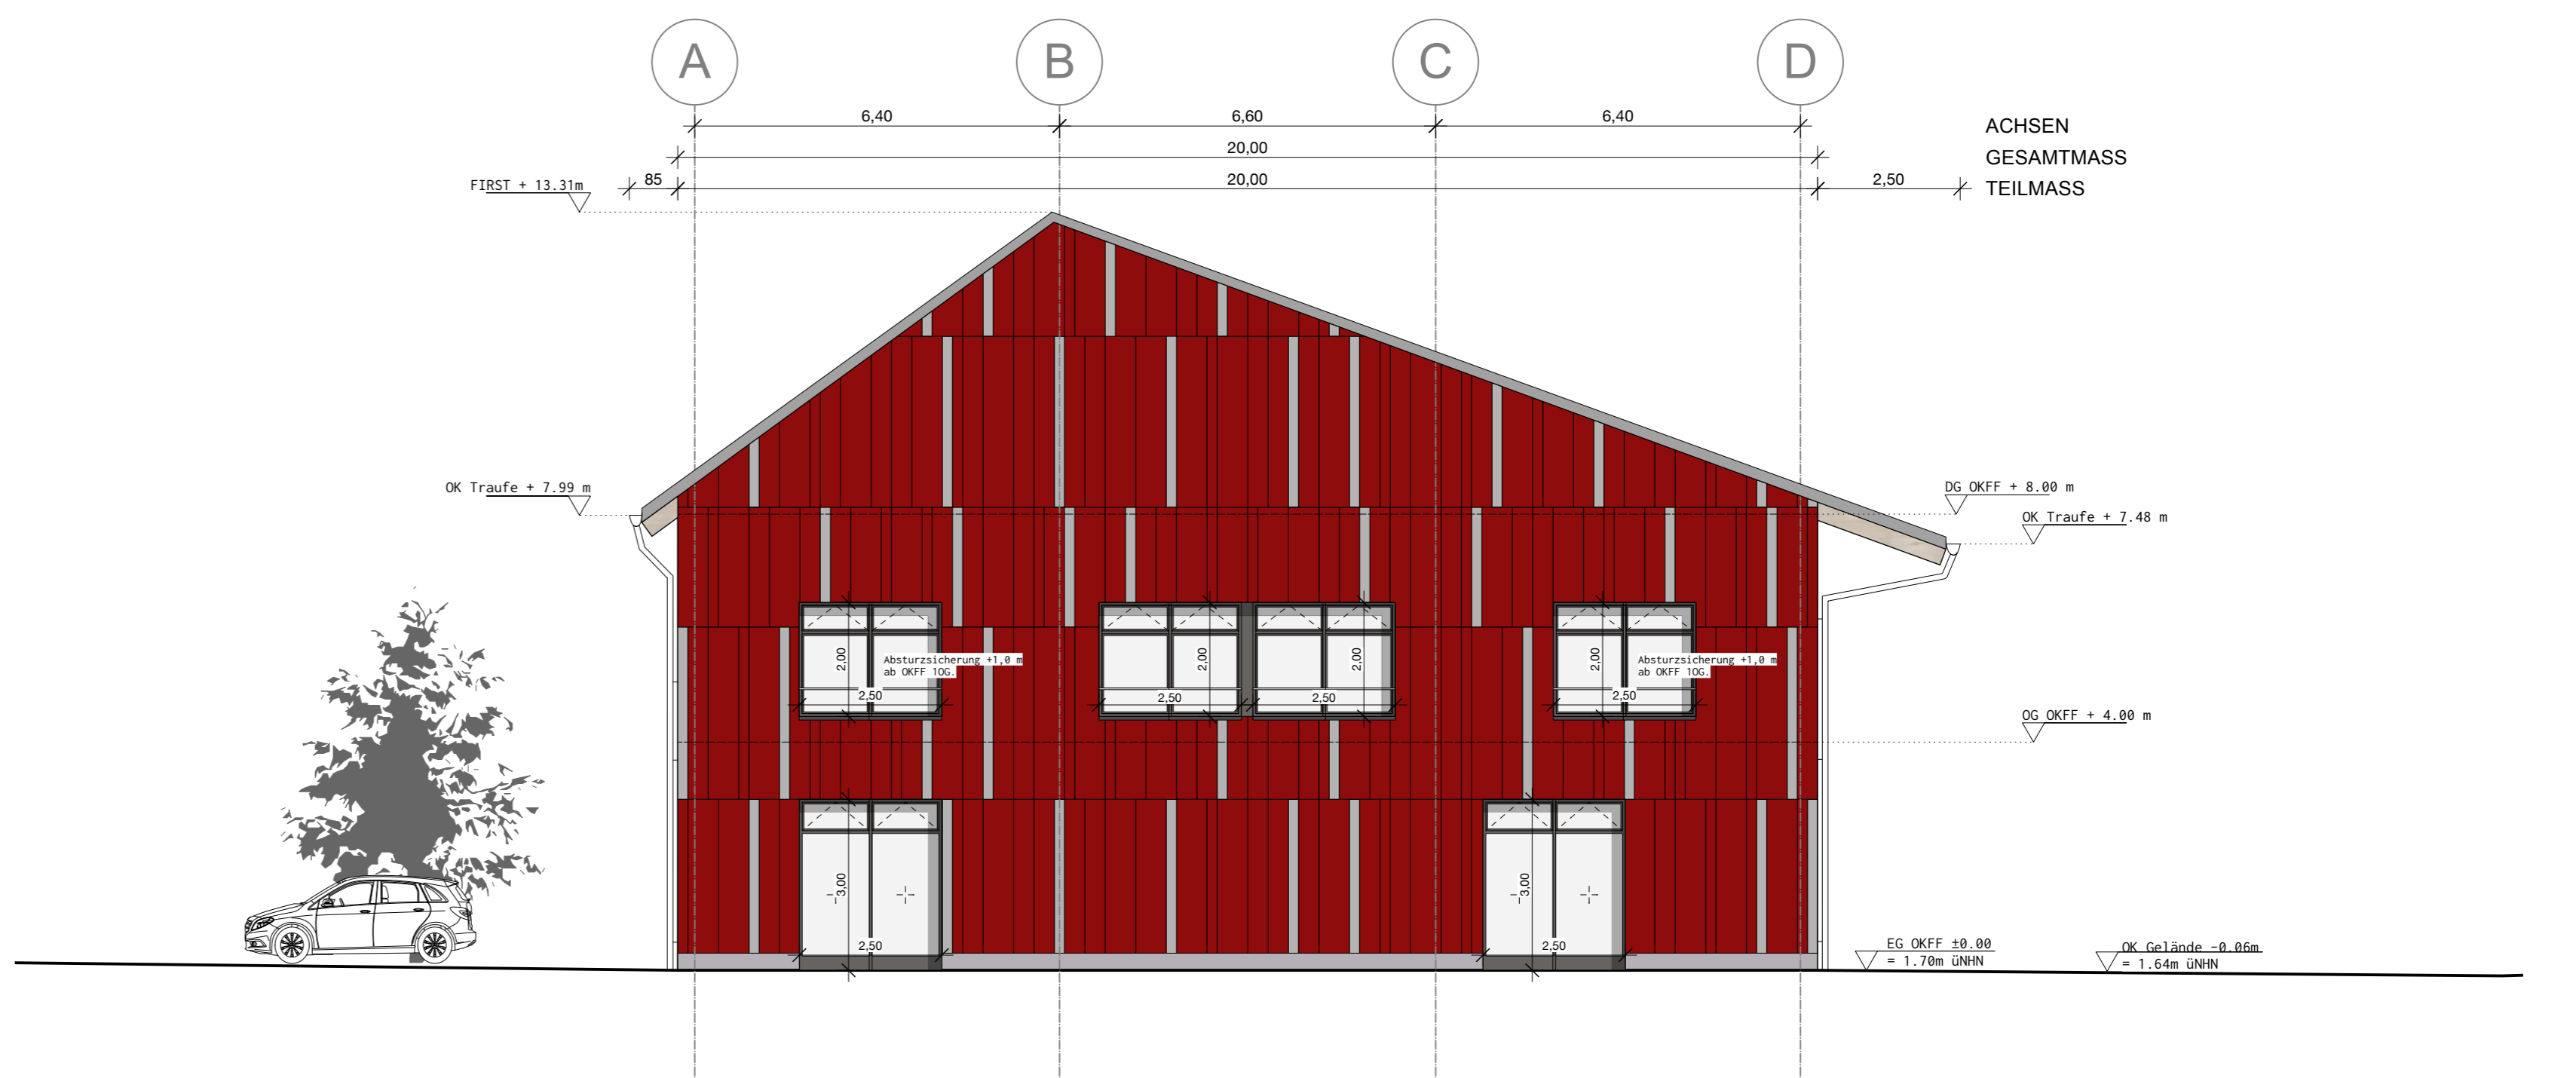 A
B
C
D
6,40
6,60
6,40
ACHSEN
20,00
GESAMTMASS
85
20,00
2,50
TEILMASS
FIRST + 13.31m
OK Traufe + 7.99 m
DG OKFF + 8.00 m
OK Traufe + 7.48 m
2,00
Absturzsicherung +1,0 m
ab OKFF 1OG.
2,50
2,00
2,50
2,00
2,50
2,00
Absturzsicherung +1,0 m
ab OKFF 1OG.
2,50
OG OKFF + 4.00 m
3,00
2,50
3,00
2,50
EG OKFF ±0.00
= 1.70m üNHN
OK Gelände -0.06m
= 1.64m üNHN